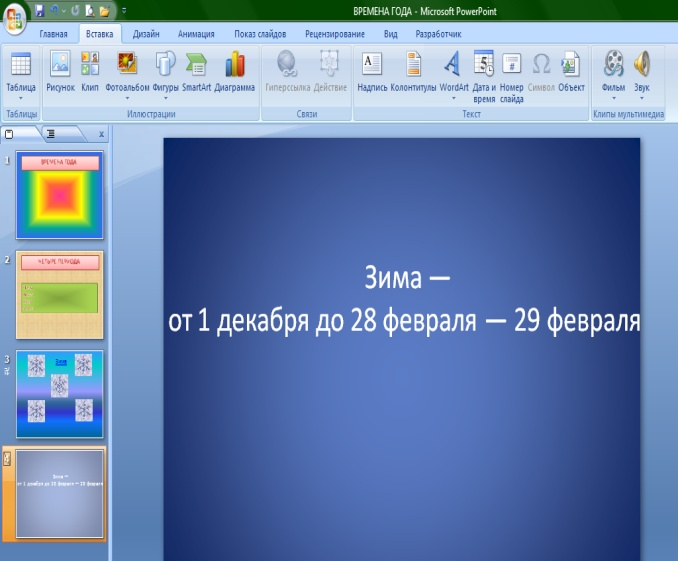 ВРЕМЕНА ГОДА - Microsoft PowerPoint
Главная Вставка Дизайн Анимация Показ слайдов Рецензирование Вид Разработчик
Таблица Рисунок Клип Фотоальбом Фигуры SmartArt Диаграмма Гиперссылка Действие Надпись Колонтитулы WordArt Дата и время Номер слайда Символ Объект Фильм Звук
Таблицы Иллюстрации Связи Текст Клипы мультимедиа
x
1
ВРЕМЕНА ГОДА
2
ЧЕТЫРЕ ПЕРИОДА
3
Зима
4
Зима —
от 1 декабря до 28 февраля — 29 февраля
Зима —
от 1 декабря до 28 февраля — 29 февраля